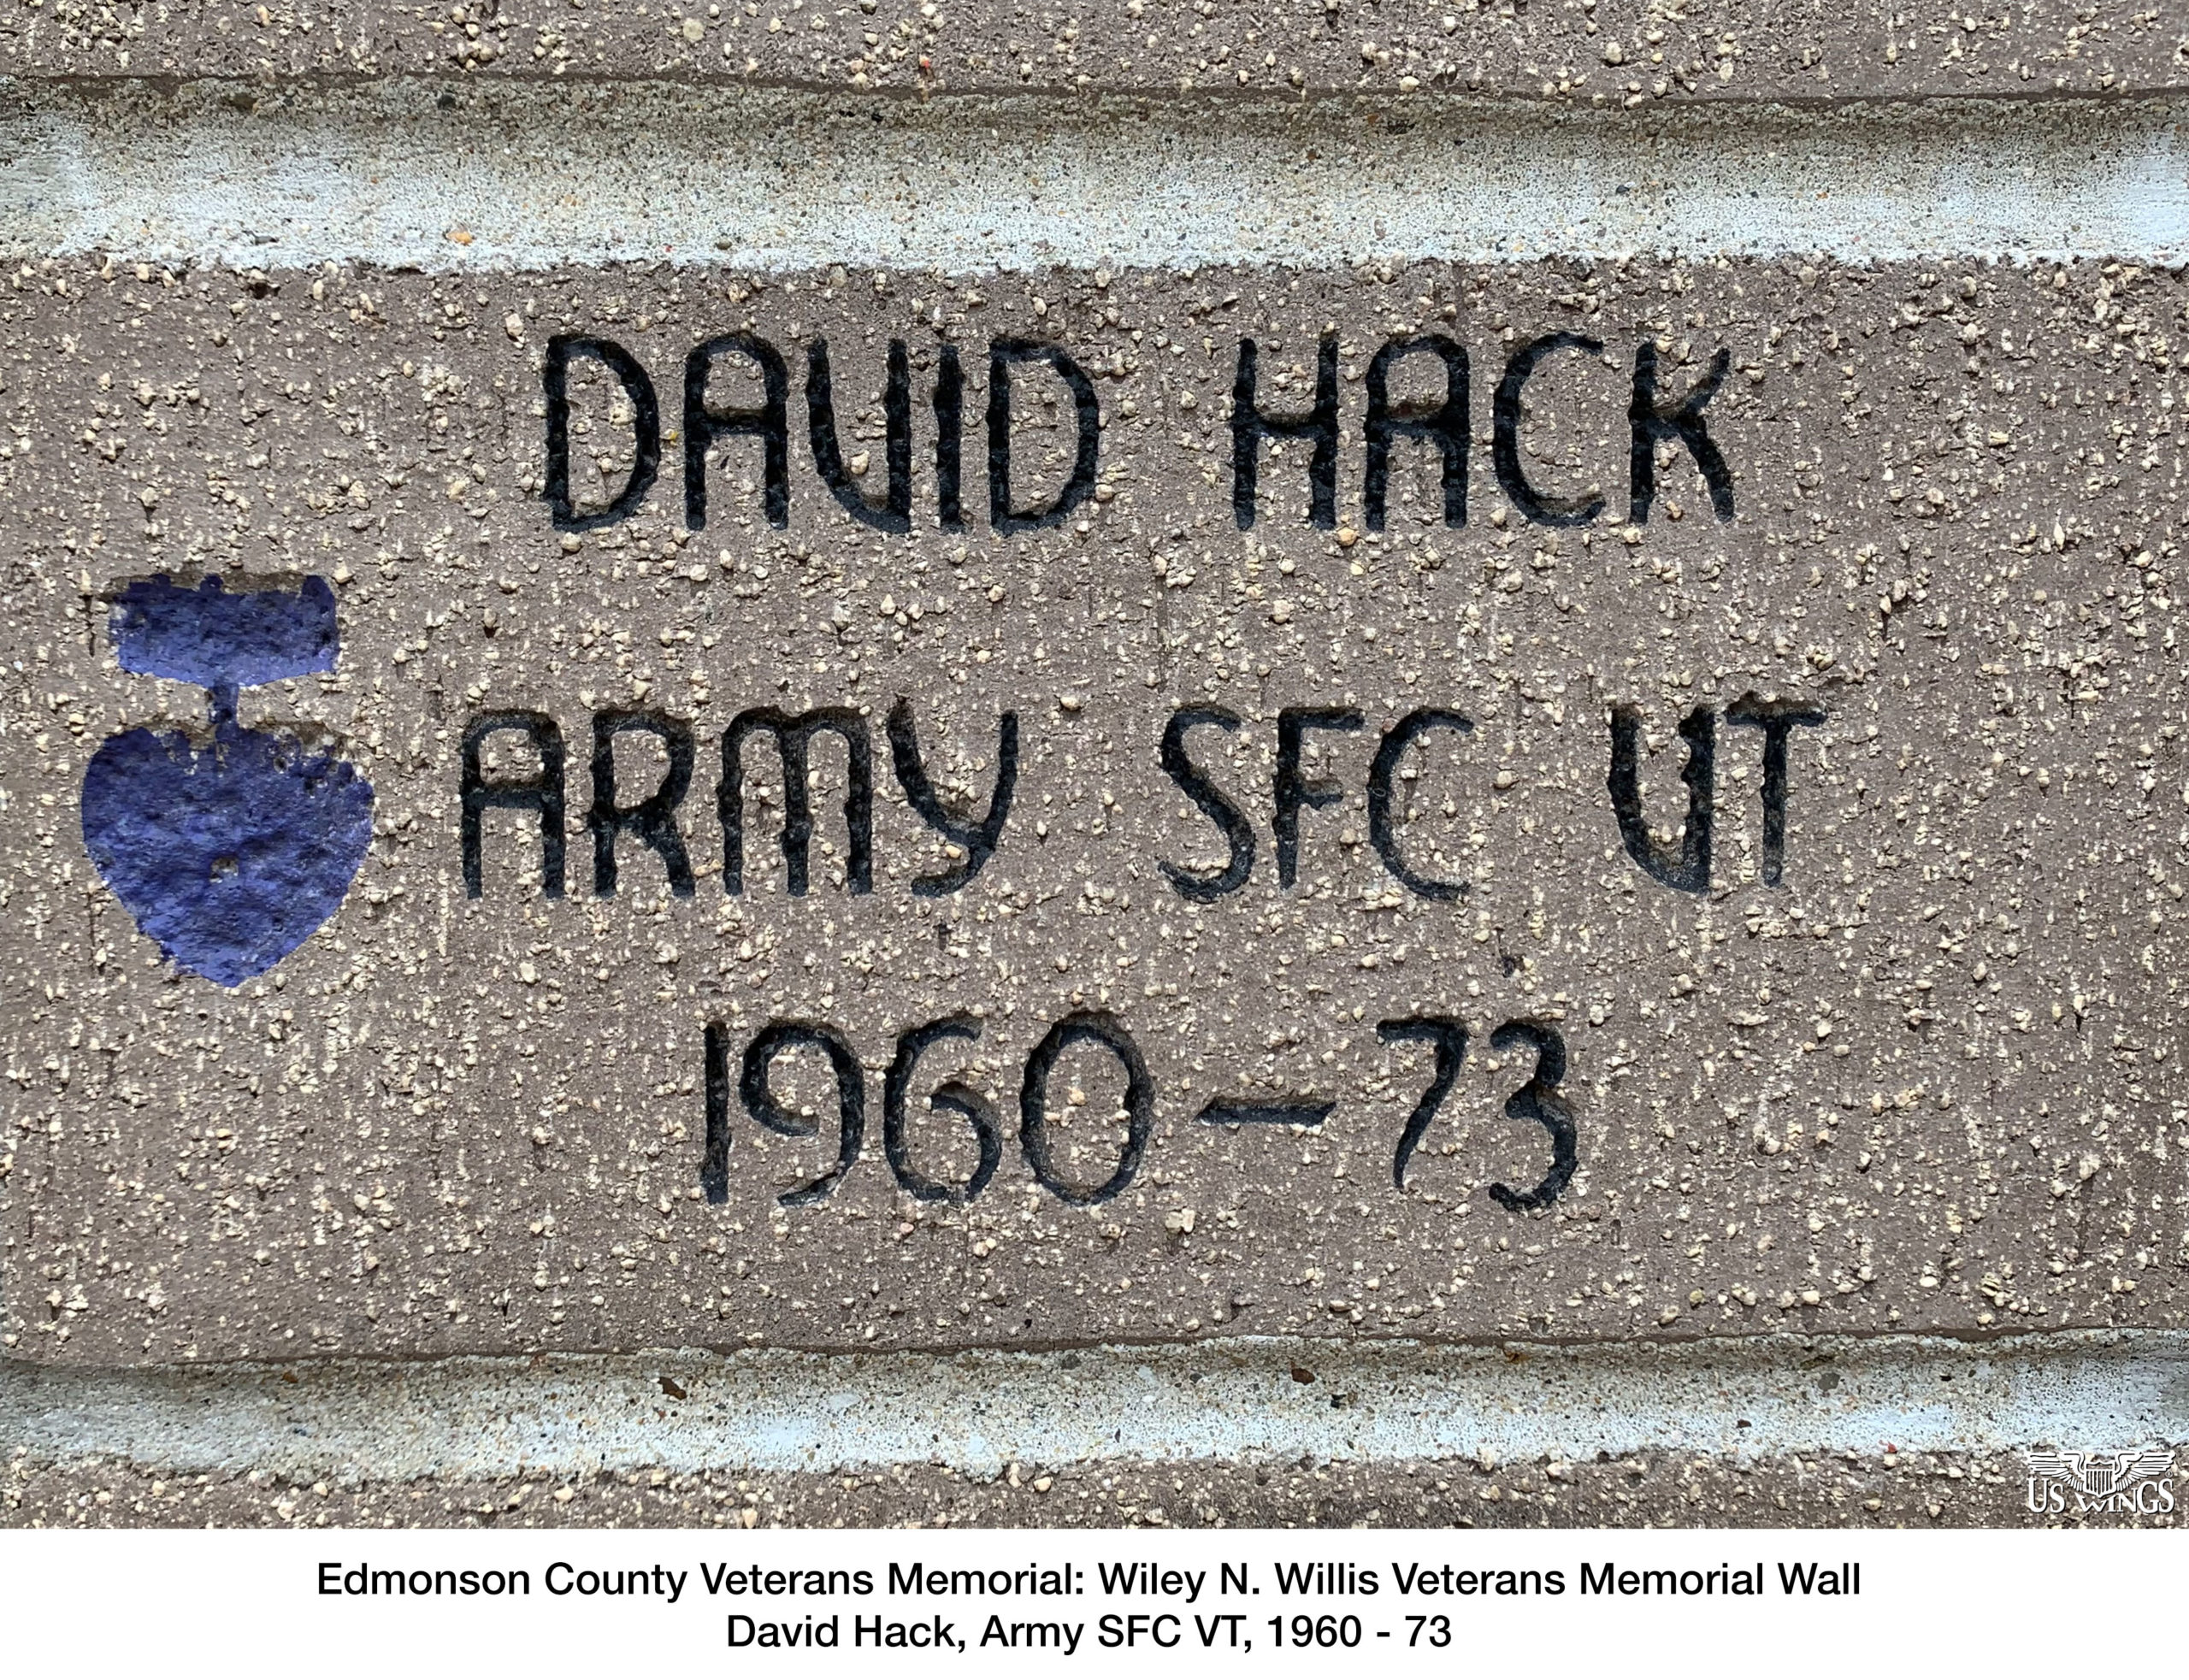 DAVID HACK
ARMY SFC VT
1960-73
US WINGS
Edmonson County Veterans Memorial: Wiley N. Willis Veterans Memorial Wall
David Hack, Army SFC VT, 1960 - 73